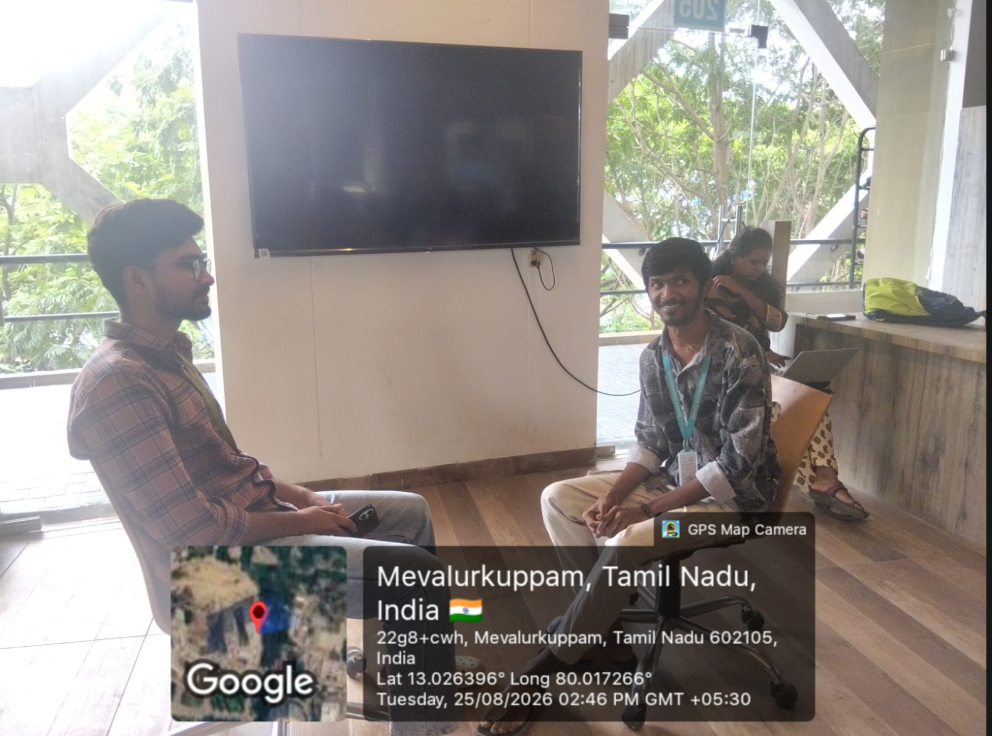 205
GPS Map Camera
Mevalurkuppam, Tamil Nadu,
India 🇮🇳
22g8+cwh, Mevalurkuppam, Tamil Nadu 602105,
India
Lat 13.026396° Long 80.017266°
Tuesday, 25/08/2026 02:46 PM GMT +05:30
Google